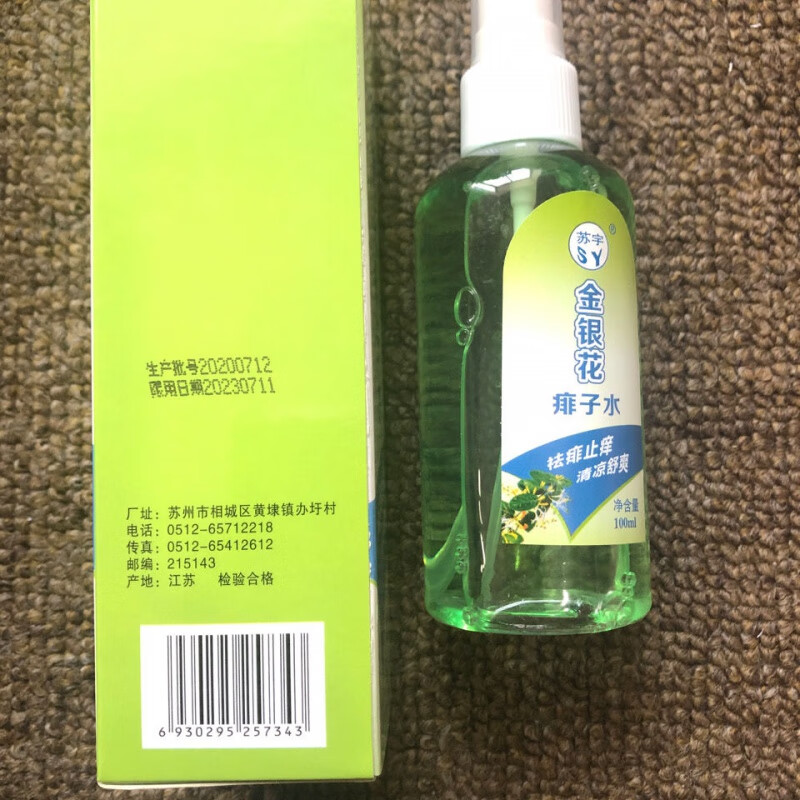 生产批号20200712
限用日期20230711
厂址：苏州市相城区黄埭镇办圩村
电话：0512-65712218
传真：0512-65412612
邮编：215143
产地：江苏 检验合格
6 930295 257343
苏宇
SY
®
金银花
痱子水
祛痱止痒
清凉舒爽
净含量
100ml